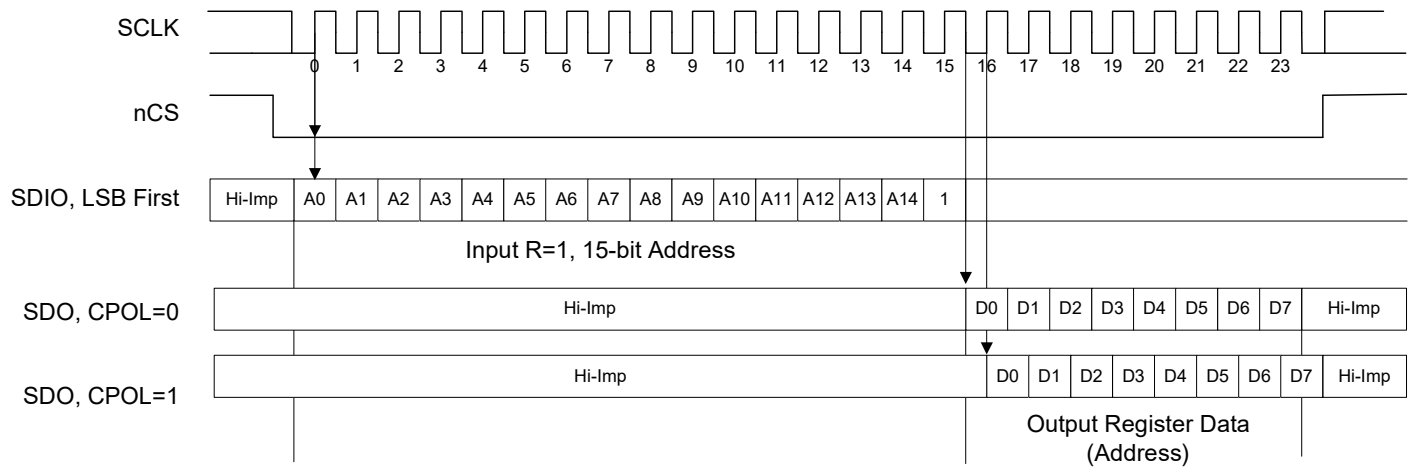 SCLK
0 1 2 3 4 5 6 7 8 9 10 11 12 13 14 15 16 17 18 19 20 21 22 23
nCS
SDIO, LSB First Hi-Imp A0 A1 A2 A3 A4 A5 A6 A7 A8 A9 A10 A11 A12 A13 A14 1
Input R=1, 15-bit Address
SDO, CPOL=0 Hi-Imp D0 D1 D2 D3 D4 D5 D6 D7 Hi-Imp
SDO, CPOL=1 Hi-Imp D0 D1 D2 D3 D4 D5 D6 D7 Hi-Imp
Output Register Data
(Address)